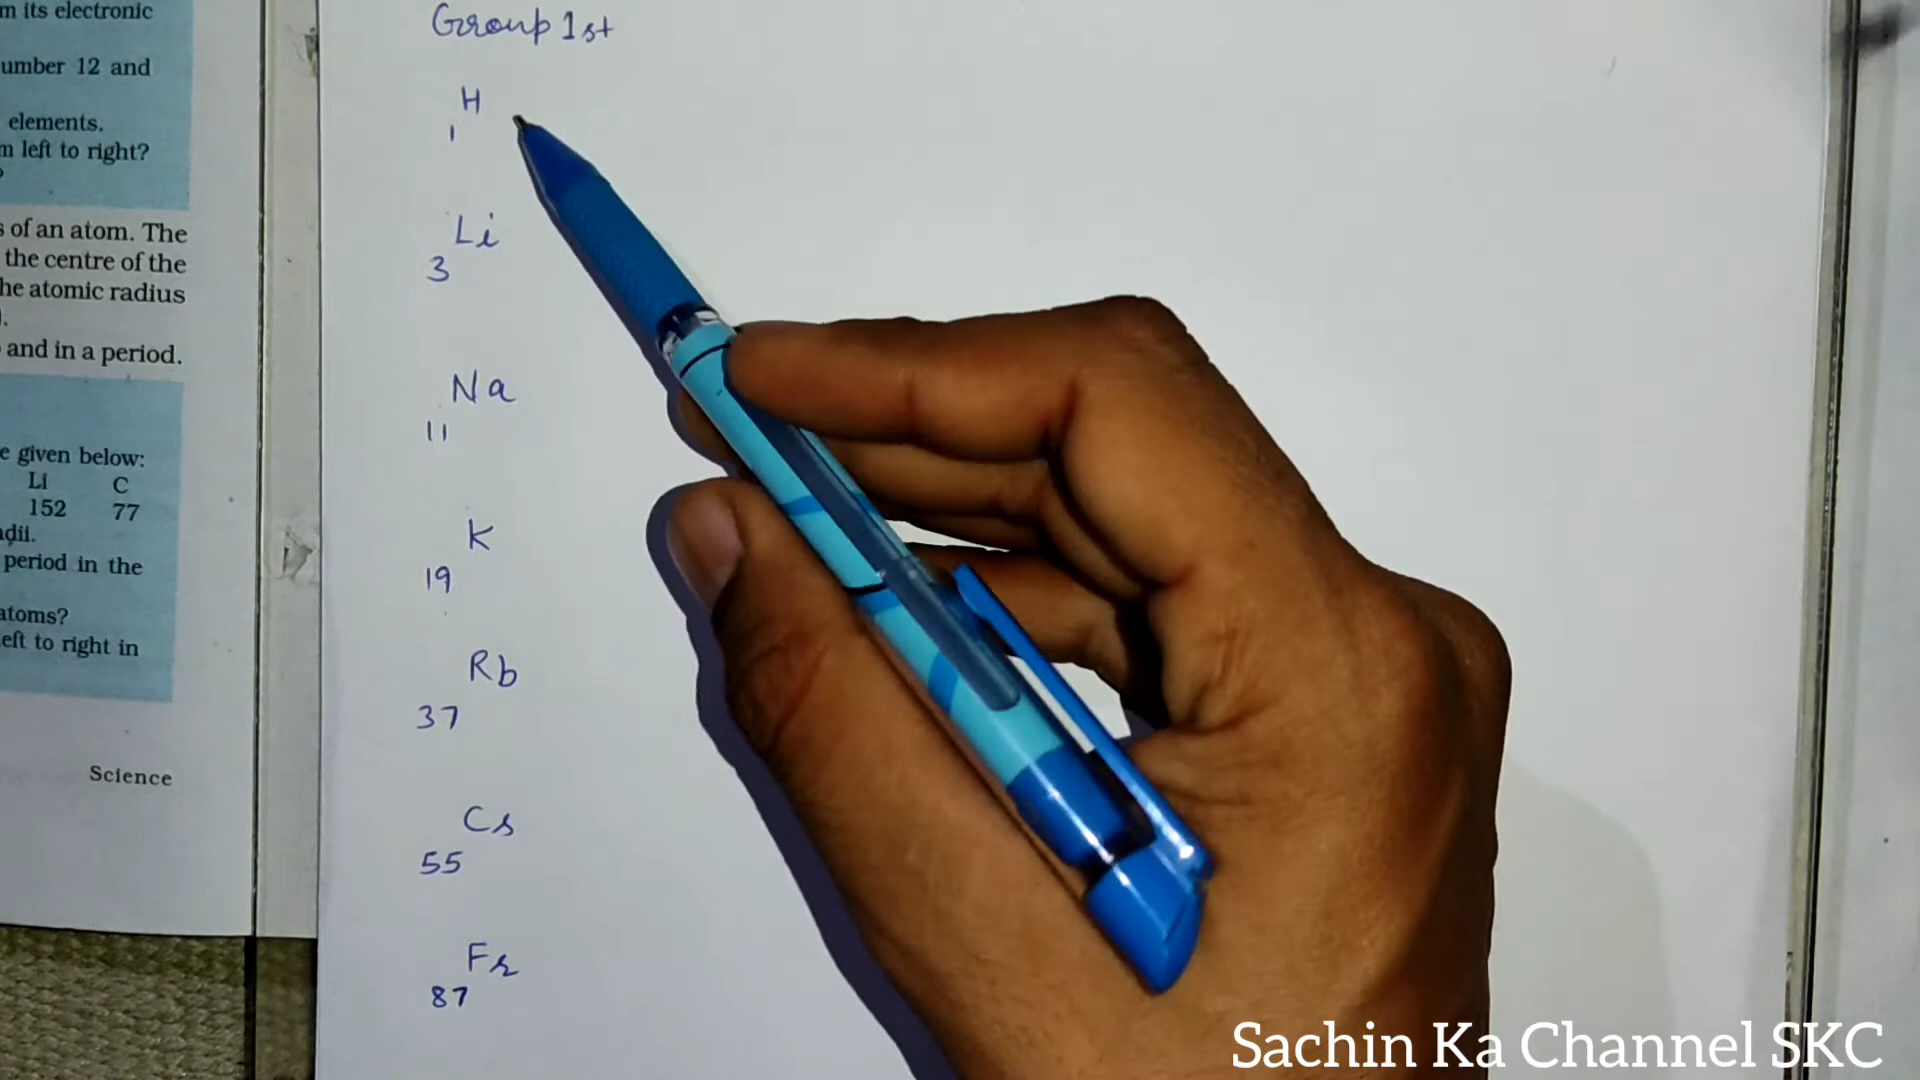 m its electronic
umber 12 and
elements.
m left to right?
?
s of an atom. The
the centre of the
he atomic radius
).
and in a period.
e given below:
Li C
152 77
adii.
period in the
atoms?
eft to right in
Science
Group 1st
H
1
Li
3
Na
11
K
19
Rb
37
Cs
55
Fr
87
Sachin Ka Channel SKC